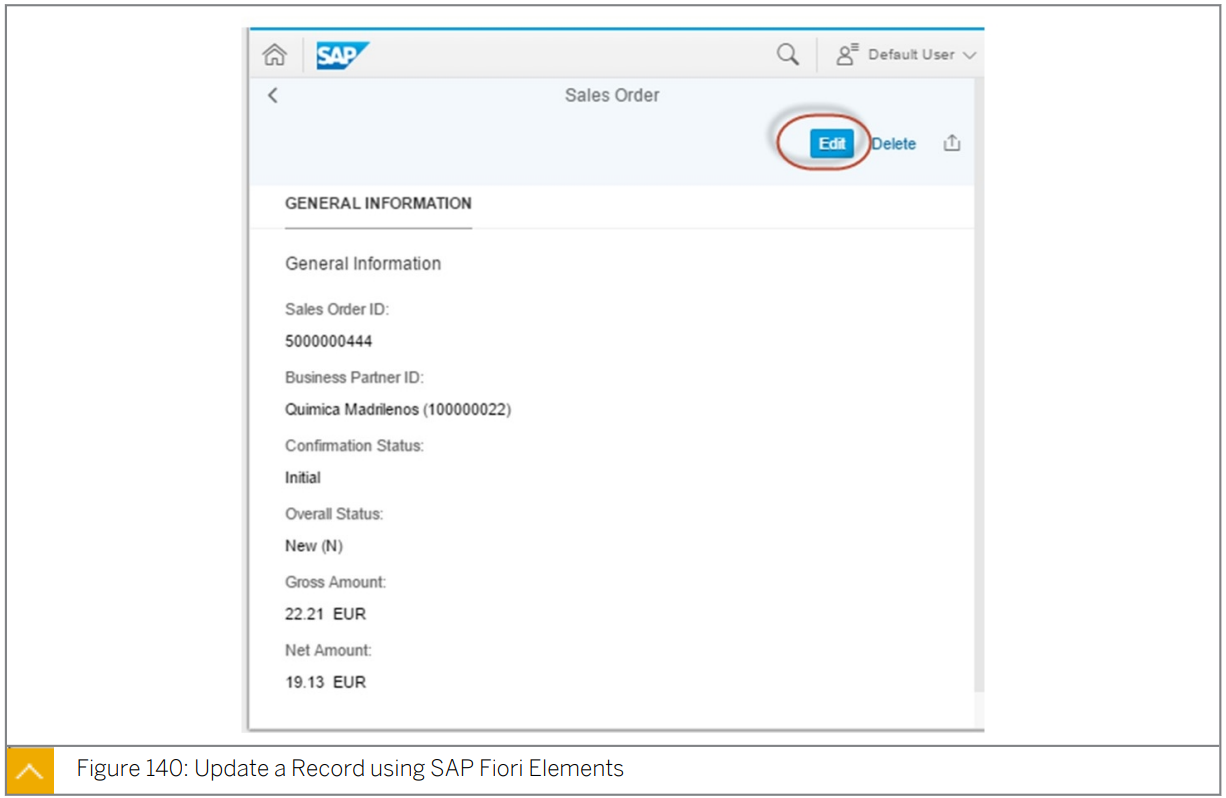 SAP
Default User
Sales Order
Edit
Delete
GENERAL INFORMATION
General Information
Sales Order ID:
5000000444
Business Partner ID:
Quimica Madrilenos (100000022)
Confirmation Status:
Initial
Overall Status:
New (N)
Gross Amount:
22.21 EUR
Net Amount:
19.13 EUR
Figure 140: Update a Record using SAP Fiori Elements